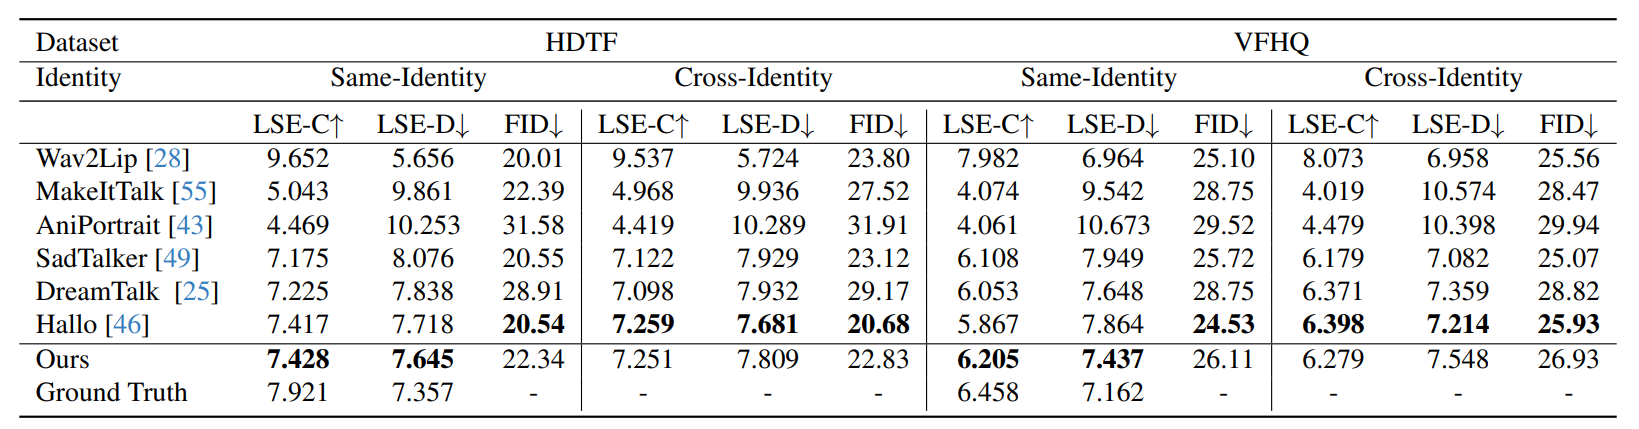 Dataset HDTF VFHQ
Identity Same-Identity Cross-Identity Same-Identity Cross-Identity
LSE-C↑ LSE-D↓ FID↓ LSE-C↑ LSE-D↓ FID↓ LSE-C↑ LSE-D↓ FID↓ LSE-C↑ LSE-D↓ FID↓
Wav2Lip [28] 9.652 5.656 20.01 9.537 5.724 23.80 7.982 6.964 25.10 8.073 6.958 25.56
MakeItTalk [55] 5.043 9.861 22.39 4.968 9.936 27.52 4.074 9.542 28.75 4.019 10.574 28.47
AniPortrait [43] 4.469 10.253 31.58 4.419 10.289 31.91 4.061 10.673 29.52 4.479 10.398 29.94
SadTalker [49] 7.175 8.076 20.55 7.122 7.929 23.12 6.108 7.949 25.72 6.179 7.082 25.07
DreamTalk [25] 7.225 7.838 28.91 7.098 7.932 29.17 6.053 7.648 28.75 6.371 7.359 28.82
Hallo [46] 7.417 7.718 20.54 7.259 7.681 20.68 5.867 7.864 24.53 6.398 7.214 25.93
Ours 7.428 7.645 22.34 7.251 7.809 22.83 6.205 7.437 26.11 6.279 7.548 26.93
Ground Truth 7.921 7.357 - - - - 6.458 7.162 - - - -